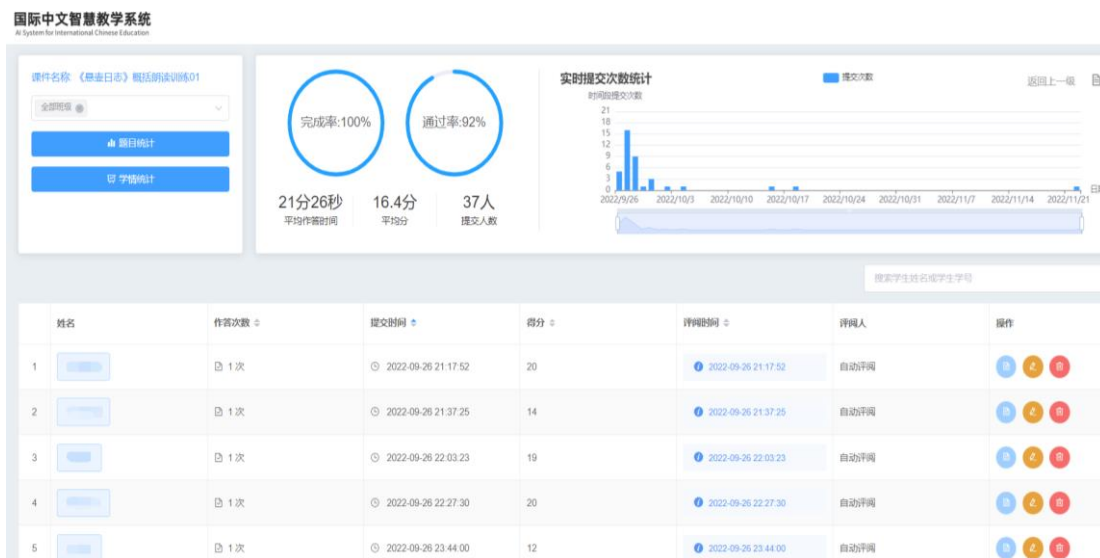 国际中文智慧教学系统
AI System for International Chinese Education
课件名称 《悬壶日志》概括朗读训练01
全部班级
题目统计
学情统计
完成率:100%
通过率:92%
21分26秒
平均作答时间
16.4分
平均分
37人
提交人数
实时提交次数统计
提交次数
返回上一级
时间段提交次数
21
18
15
12
9
6
3
0
2022/9/26 2022/10/3 2022/10/10 2022/10/17 2022/10/24 2022/10/31 2022/11/7 2022/11/14 2022/11/21
搜索学生姓名或学生学号
姓名 作答次数 提交时间 得分 评阅时间 评阅人 操作
1 1 次 2022-09-26 21:17:52 20 2022-09-26 21:17:52 自动评阅
2 1 次 2022-09-26 21:37:25 14 2022-09-26 21:37:25 自动评阅
3 1 次 2022-09-26 22:03:23 19 2022-09-26 22:03:23 自动评阅
4 1 次 2022-09-26 22:27:30 20 2022-09-26 22:27:30 自动评阅
5 1 次 2022-09-26 23:44:00 12 2022-09-26 23:44:00 自动评阅